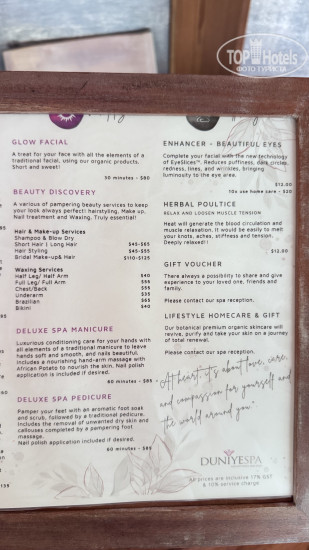 TopHotels
ФОТО ТУРИСТА
GLOW FACIAL
A treat for your face with all the elements of a
traditional facial, using our organic products.
Short and sweet!
30 minutes - $80
BEAUTY DISCOVERY
A various of pampering beauty services to keep
your look always perfect: hairstyling, Make up,
Nail treatment and Waxing. Truly essential!
Hair & Make-up Services
Shampoo & Blow Dry
Short Hair | Long Hair $45-$65
Hair Styling $45-$55
Bridal Make-up& Hair $110-$125
Waxing Services
Half Leg/ Half Arm $40
Full Leg/ Full Arm $55
Chest/Back $55
Underarm $35
Brazilian $65
Bikini $40
DELUXE SPA MANICURE
Luxurious conditioning care for your hands with
all elements of a traditional manicure to leave
hands soft and smooth, and nails beautiful.
Includes a nourishing hand-arm massage with
African Potato to nourish the skin. Nail polish
application is included if desired.
60 minutes - $85
DELUXE SPA PEDICURE
Pamper your feet with an aromatic foot soak
and scrub, followed by a traditional pedicure.
Includes the removal of unwanted dry skin and
callouses completed by a pampering foot
massage.
Nail polish application included if desired.
60 minutes - $85
ENHANCER - BEAUTIFUL EYES
Complete your facial with the new technology
of EyeSlices™. Reduces puffiness, dark circles,
redness, tired eyes, and wrinkles, bringing
luminosity to the eye area.
$12.00
10x use home care - $20
HERBAL POULTICE
RELAX AND LOOSEN MUSCLE TENSION
Heat will generate the blood circulation and
muscle relaxation. It would be easily to melt
your knots, aches, stiffness and tension.
Deeply relaxed!!
$12.00
GIFT VOUCHER
There always a possibility to share and give
experience to your loved one, friends and
family.
Please contact our spa reception.
LIFESTYLE HOMECARE & GIFT
Our botanical premium organic skincare will
revive, purify and take your skin on a journey
of total renewal.
Please contact our spa reception.
"At heart, it's about love, care,
and compassion for yourself and
the world around you"
DUNIYESPA
All prices are inclusive 17% GST
& 10% service charge